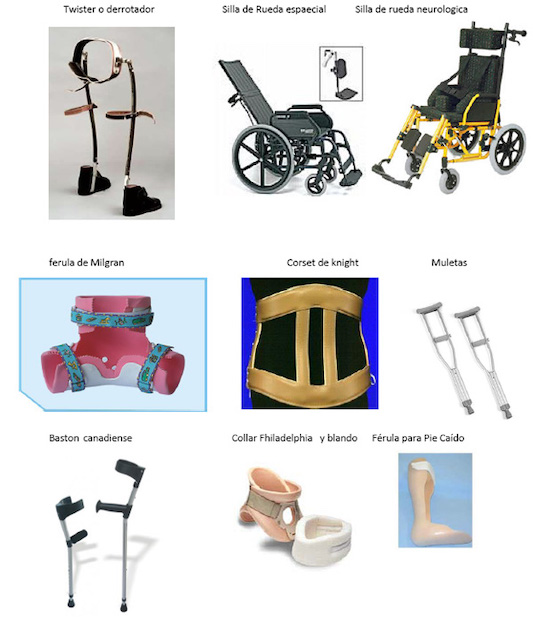 Twister o derrotador
Silla de Rueda espaecial
Silla de rueda neurologica
ferula de Milgran
Corset de knight
Muletas
Baston canadiense
Collar Fhiladelphia y blando
Férula para Pie Caído